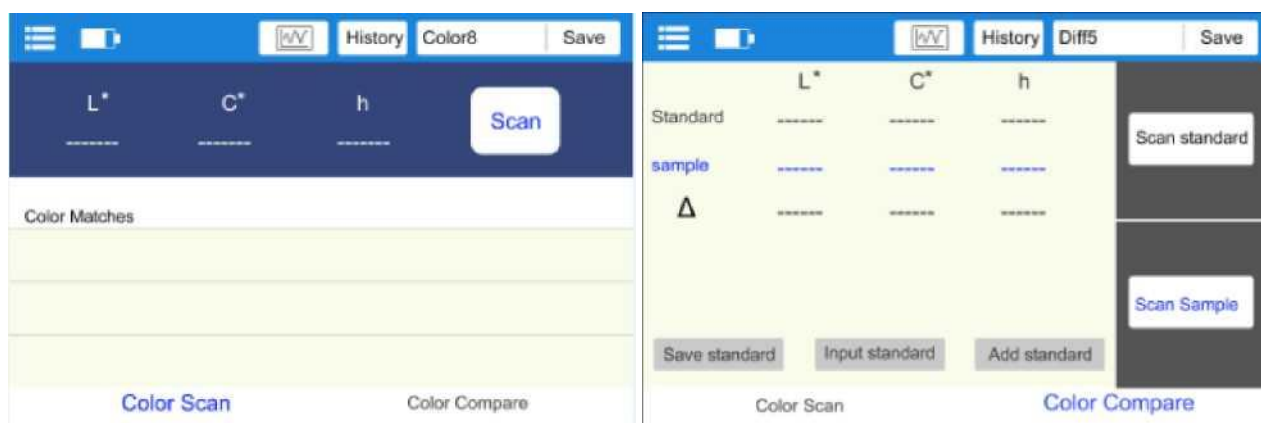 History Color8 Save
L* C* h
------- ------- -------
Scan
Color Matches
Color Scan Color Compare
History Diff5 Save
L* C* h
Standard ------ ------ ------
sample ------ ------ ------
Δ ------ ------ ------
Scan standard
Scan Sample
Save standard Input standard Add standard
Color Scan Color Compare